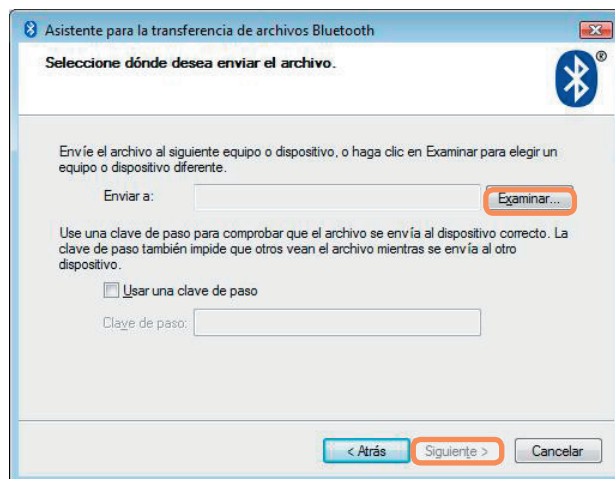 Asistente para la transferencia de archivos Bluetooth
Seleccione dónde desea enviar el archivo.
®
Envíe el archivo al siguiente equipo o dispositivo, o haga clic en Examinar para elegir un
equipo o dispositivo diferente.
Enviar a:
Examinar...
Use una clave de paso para comprobar que el archivo se envía al dispositivo correcto. La
clave de paso también impide que otros vean el archivo mientras se envía al otro
dispositivo.
Usar una clave de paso
Clave de paso:
< Atrás
Siguiente >
Cancelar